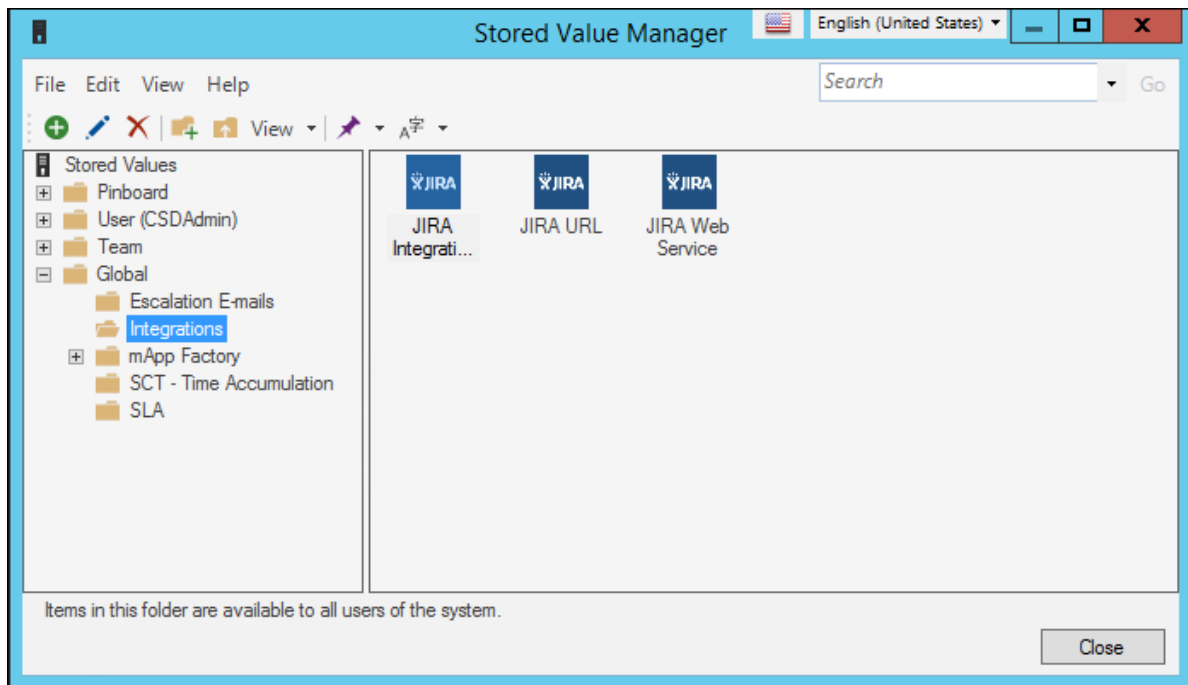 Stored Value Manager
English (United States)
File Edit View Help
Search
Go
View
A字
Stored Values
Pinboard
User (CSDAdmin)
Team
Global
Escalation E-mails
Integrations
mApp Factory
SCT - Time Accumulation
SLA
JIRA JIRA JIRA
JIRA JIRA URL JIRA Web
Integrati... Service
Items in this folder are available to all users of the system.
Close